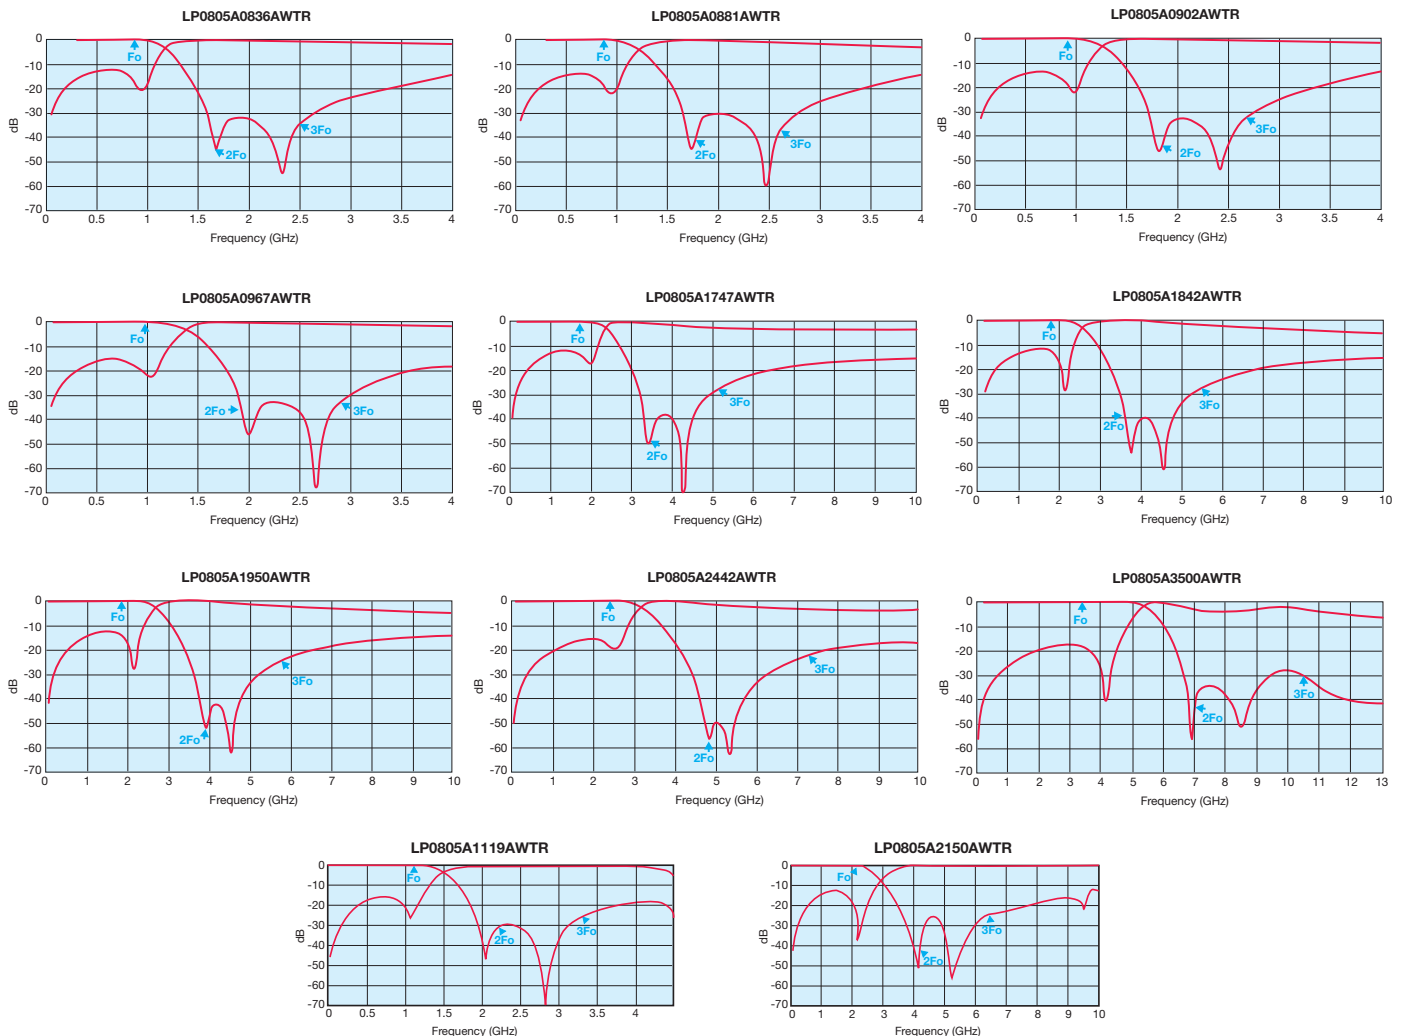 LP0805A0836AWTR
LP0805A0881AWTR
LP0805A0902AWTR
0
-10
-20
-30
-40
-50
-60
-70
dB
Fo
2Fo
3Fo
0 0.5 1 1.5 2 2.5 3 3.5 4
Frequency (GHz)
0
-10
-20
-30
-40
-50
-60
-70
dB
Fo
2Fo
3Fo
0 0.5 1 1.5 2 2.5 3 3.5 4
Frequency (GHz)
0
-10
-20
-30
-40
-50
-60
-70
dB
Fo
2Fo
3Fo
0 0.5 1 1.5 2 2.5 3 3.5 4
Frequency (GHz)
LP0805A0967AWTR
LP0805A1747AWTR
LP0805A1842AWTR
0
-10
-20
-30
-40
-50
-60
-70
dB
Fo
2Fo
3Fo
0 0.5 1 1.5 2 2.5 3 3.5 4
Frequency (GHz)
0
-10
-20
-30
-40
-50
-60
-70
dB
Fo
2Fo
3Fo
0 1 2 3 4 5 6 7 8 9 10
Frequency (GHz)
0
-10
-20
-30
-40
-50
-60
-70
dB
Fo
2Fo
3Fo
0 1 2 3 4 5 6 7 8 9 10
Frequency (GHz)
LP0805A1950AWTR
LP0805A2442AWTR
LP0805A3500AWTR
0
-10
-20
-30
-40
-50
-60
-70
dB
Fo
2Fo
3Fo
0 1 2 3 4 5 6 7 8 9 10
Frequency (GHz)
0
-10
-20
-30
-40
-50
-60
-70
dB
Fo
2Fo
3Fo
0 1 2 3 4 5 6 7 8 9 10
Frequency (GHz)
0
-10
-20
-30
-40
-50
-60
-70
dB
Fo
2Fo
3Fo
0 1 2 3 4 5 6 7 8 9 10 11 12 13
Frequency (GHz)
LP0805A1119AWTR
LP0805A2150AWTR
0
-10
-20
-30
-40
-50
-60
-70
dB
Fo
2Fo
3Fo
0 0.5 1 1.5 2 2.5 3 3.5 4
Frequency (GHz)
0
-10
-20
-30
-40
-50
-60
-70
dB
Fo
2Fo
3Fo
0 1 2 3 4 5 6 7 8 9 10
Frequency (GHz)